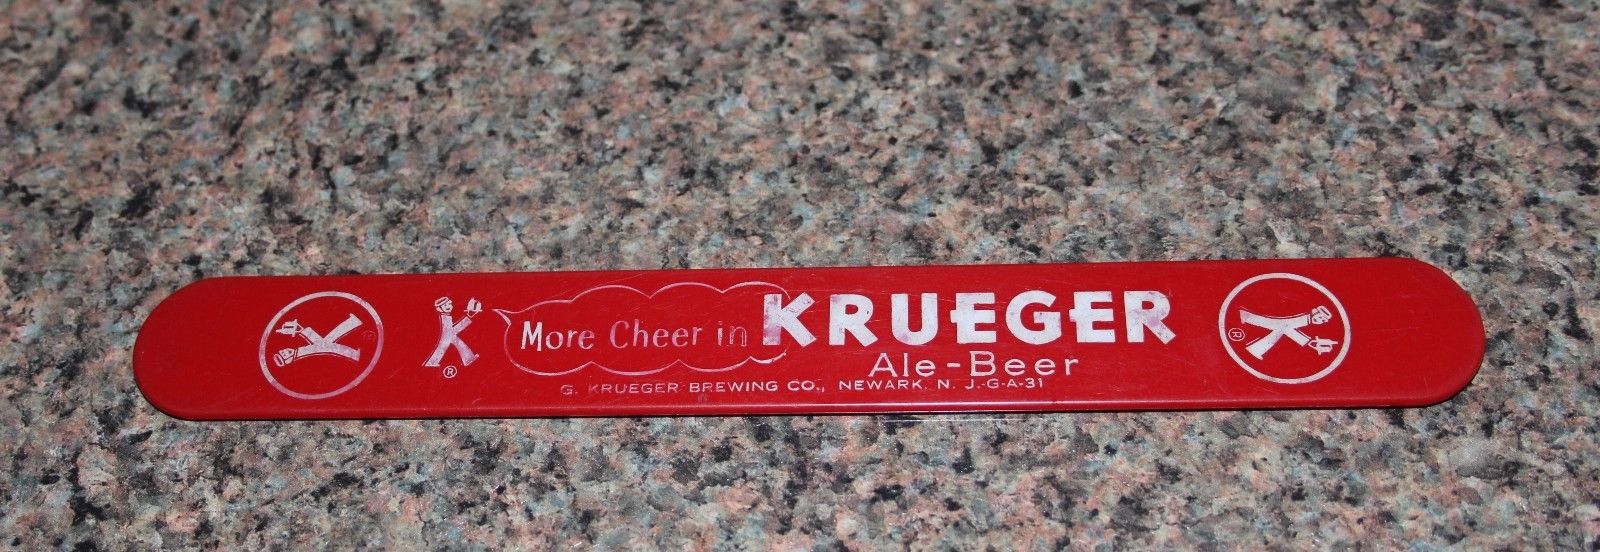 K
K ®
More Cheer in KRUEGER
Ale-Beer
G. KRUEGER BREWING CO., NEWARK, N. J.-G-A-31
K ®